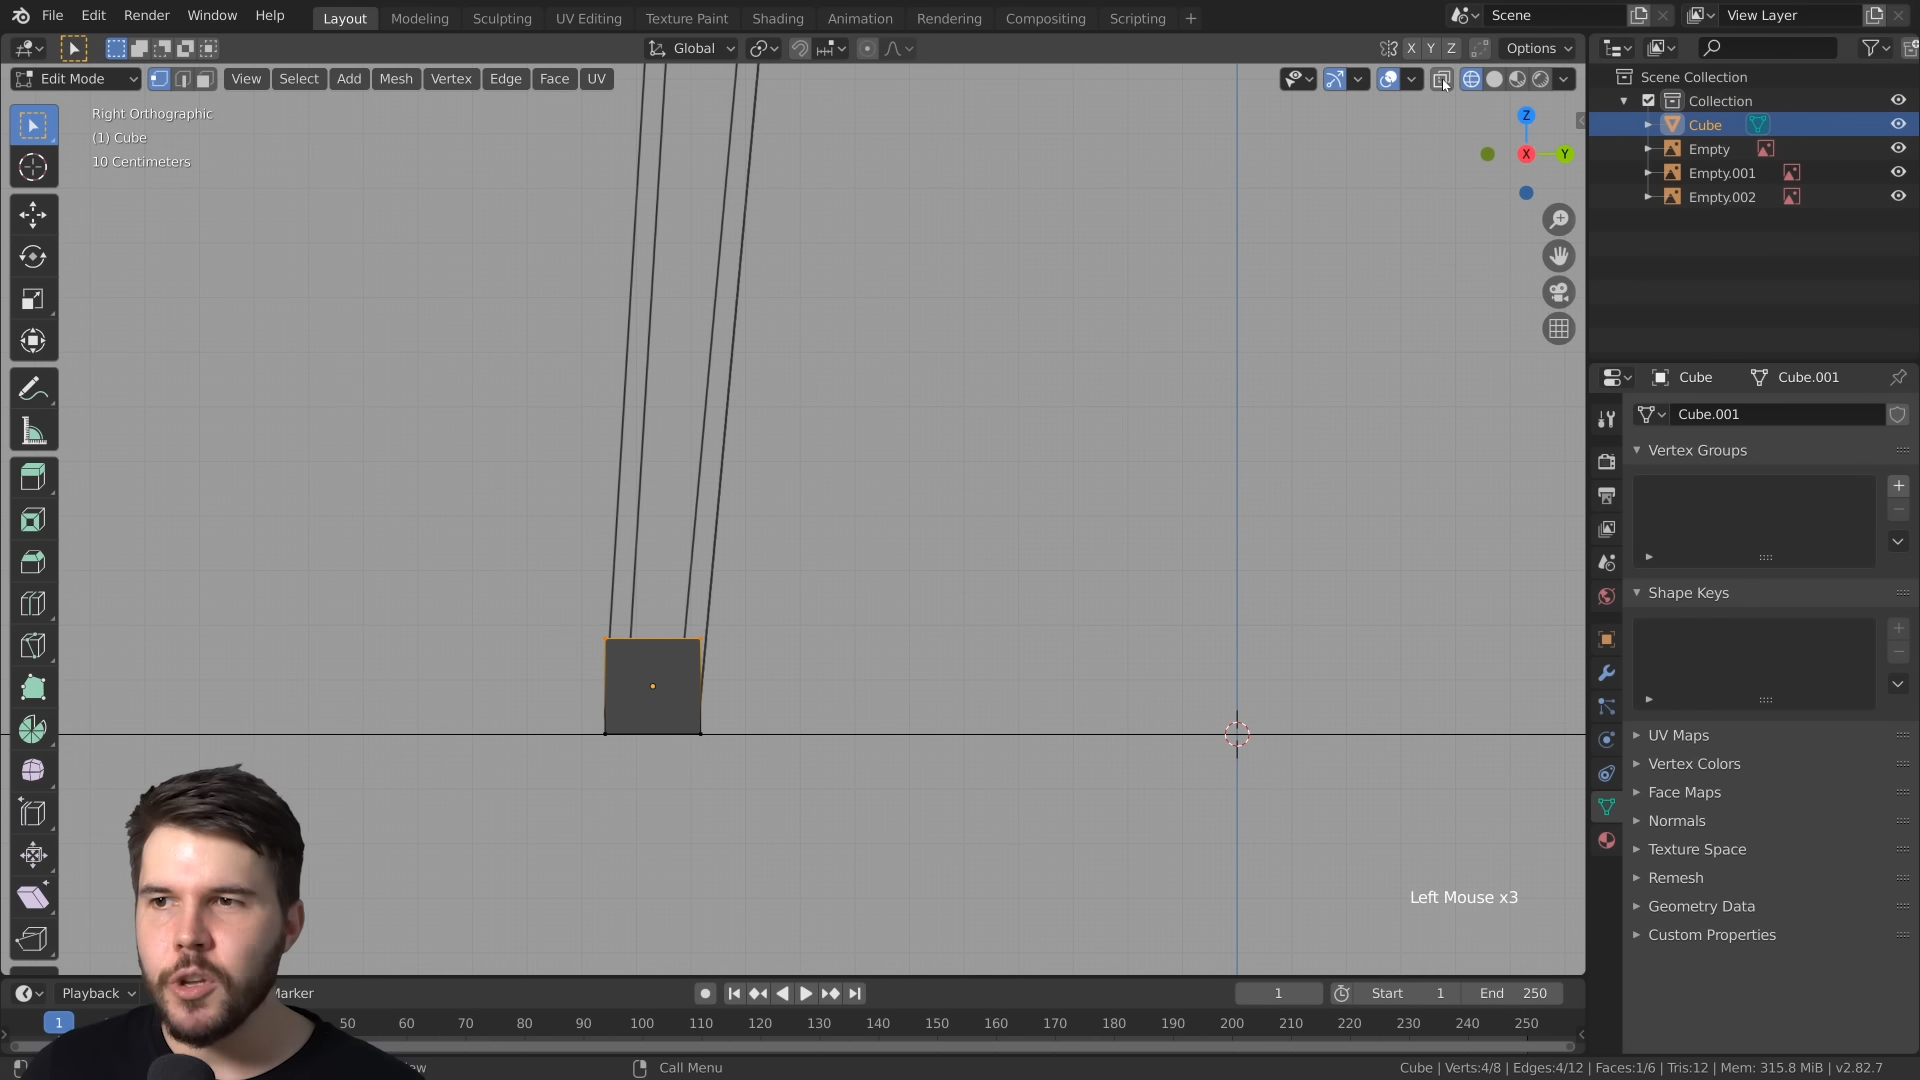 File Edit Render Window Help Layout Modeling Sculpting UV Editing Texture Paint Shading Animation Rendering Compositing Scripting + Scene View Layer
Global X Y Z Options
Edit Mode View Select Add Mesh Vertex Edge Face UV
Right Orthographic
(1) Cube
10 Centimeters
Z
X
Y
Scene Collection
Collection
Cube
Empty
Empty.001
Empty.002
Cube Cube.001
Cube.001
Vertex Groups
Shape Keys
UV Maps
Vertex Colors
Face Maps
Normals
Texture Space
Remesh
Geometry Data
Custom Properties
Left Mouse x3
Playback Marker 1 Start 1 End 250
1 50 60 70 80 90 100 110 120 130 140 150 160 170 180 190 200 210 220 230 240 250
Call Menu Cube | Verts:4/8 | Edges:4/12 | Faces:1/6 | Tris:12 | Mem: 315.8 MiB | v2.82.7